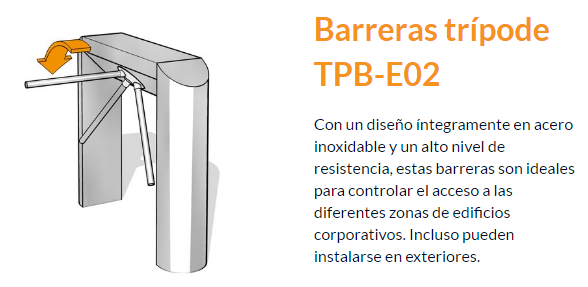 Barreras trípode
TPB-E02
Con un diseño íntegramente en acero
inoxidable y un alto nivel de
resistencia, estas barreras son ideales
para controlar el acceso a las
diferentes zonas de edificios
corporativos. Incluso pueden
instalarse en exteriores.